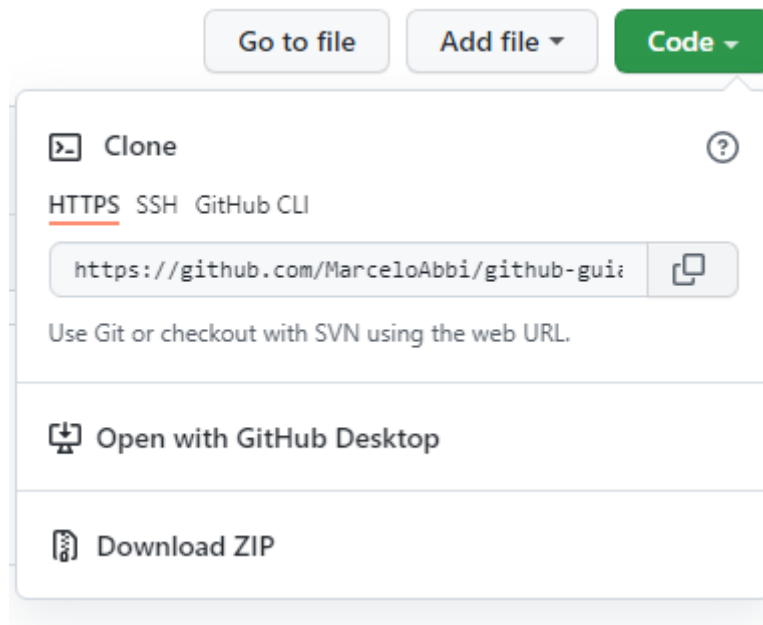 Go to file Add file Code
Clone
HTTPS SSH GitHub CLI
https://github.com/MarceloAbbi/github-guia
Use Git or checkout with SVN using the web URL.
Open with GitHub Desktop
Download ZIP